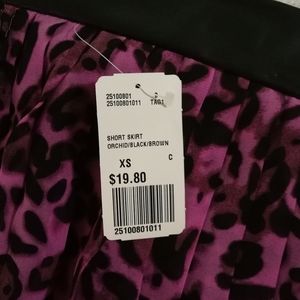 25100801 2
25100801011 TAG1
SHORT SKIRT
ORCHID/BLACK/BROWN
XS C
$19.80
25100801011